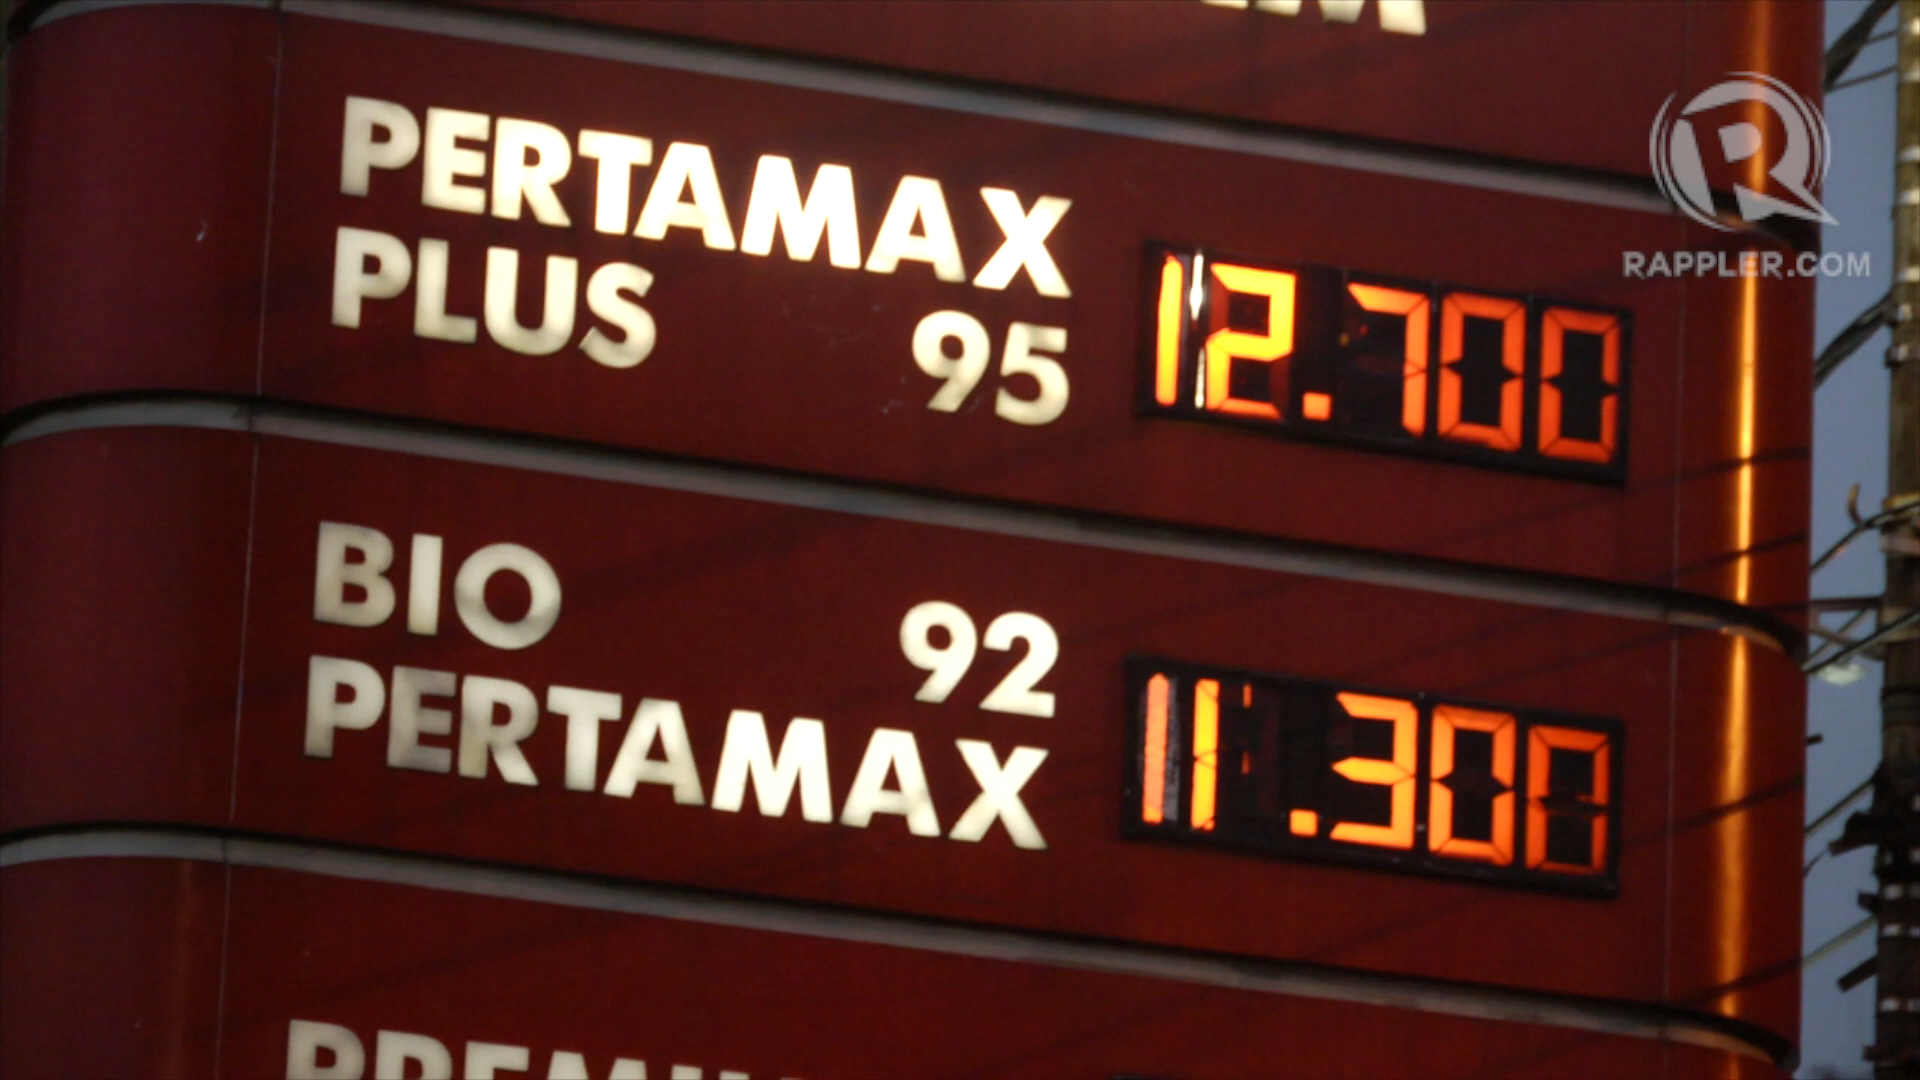 PERTAMAX
PLUS 95 12.700
BIO 92
PERTAMAX 11.300
RAPPLER.COM